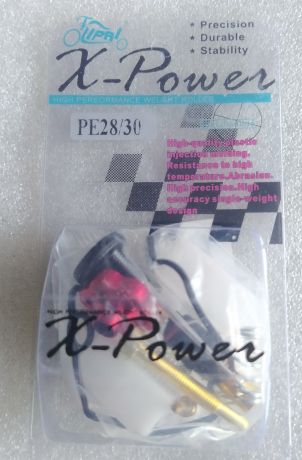 * Precision
* Durable
* Stability
X-Power
HIGH PERFORMANCE WEIGHT ROLLER
PE28/30
High-quality plastic
injection molding.
Resistance to high
temperature.Abrasion.
High precision.High
accuracy single-weight
design
X-Power